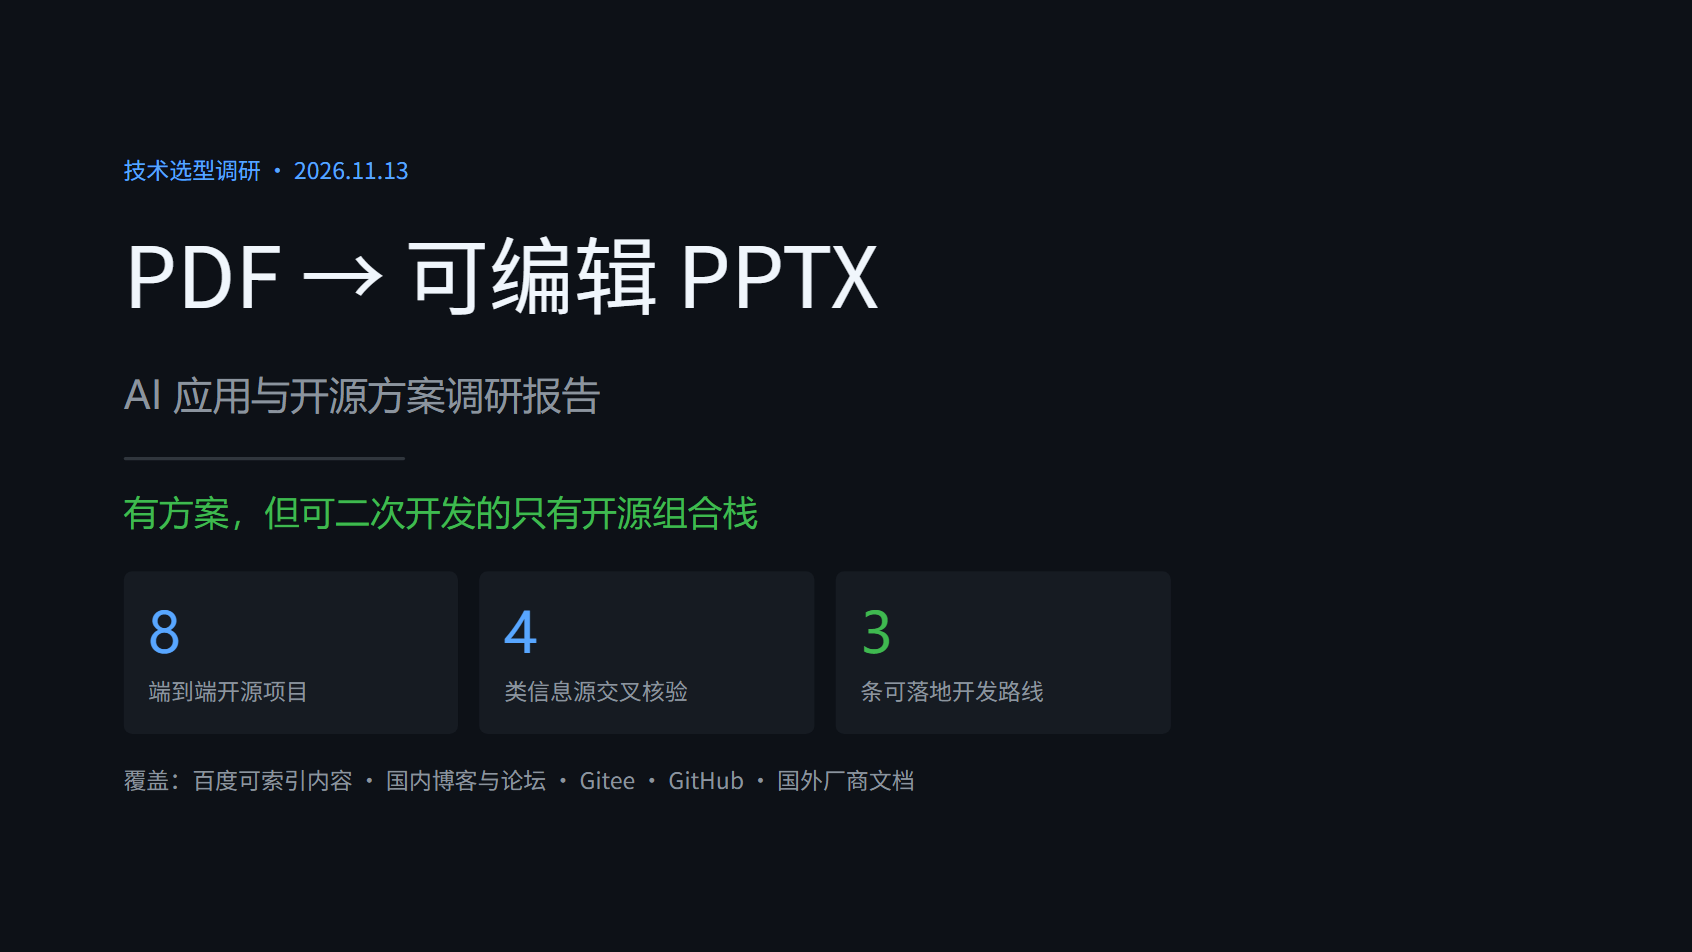 技术选型调研 · 2026.11.13
PDF → 可编辑 PPTX
AI 应用与开源方案调研报告
有方案，但可二次开发的只有开源组合栈
8
端到端开源项目
4
类信息源交叉核验
3
条可落地开发路线
覆盖：百度可索引内容 · 国内博客与论坛 · Gitee · GitHub · 国外厂商文档